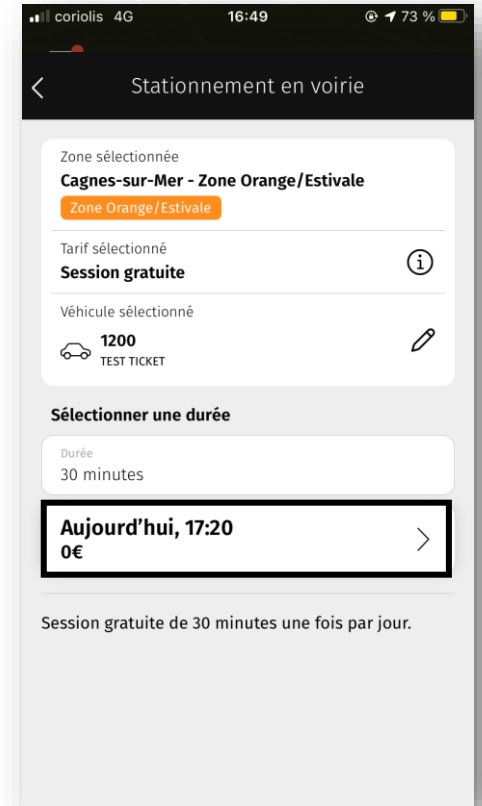 coriolis 4G 16:49 73 %
Stationnement en voirie
Zone sélectionnée
Cagnes-sur-Mer - Zone Orange/Estivale
Zone Orange/Estivale
Tarif sélectionné
Session gratuite
Véhicule sélectionné
1200
TEST TICKET
Sélectionner une durée
Durée
30 minutes
Aujourd'hui, 17:20
0€
Session gratuite de 30 minutes une fois par jour.